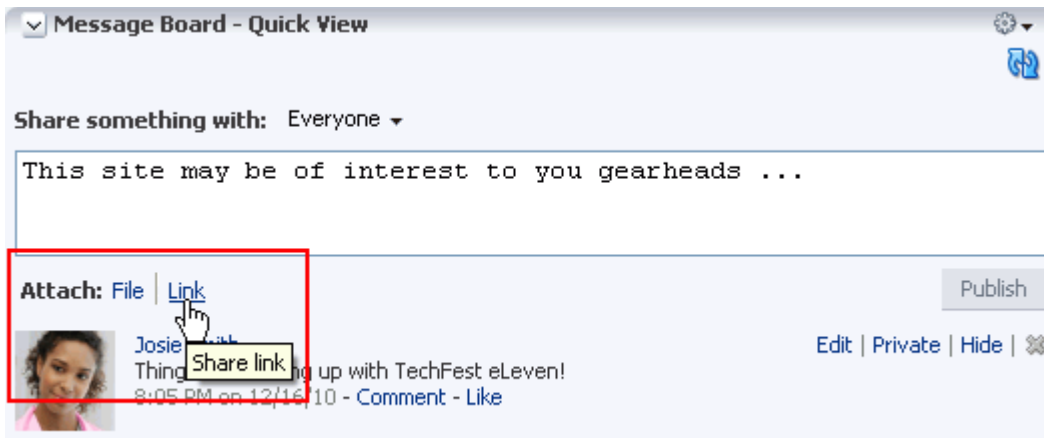 Message Board - Quick View
Share something with: Everyone
This site may be of interest to you gearheads ...
Attach: File | Link
Publish
Josie
Share link
Edit | Private | Hide |
Thing up with TechFest eLeven!
8:05 PM on 12/16/10 - Comment - Like